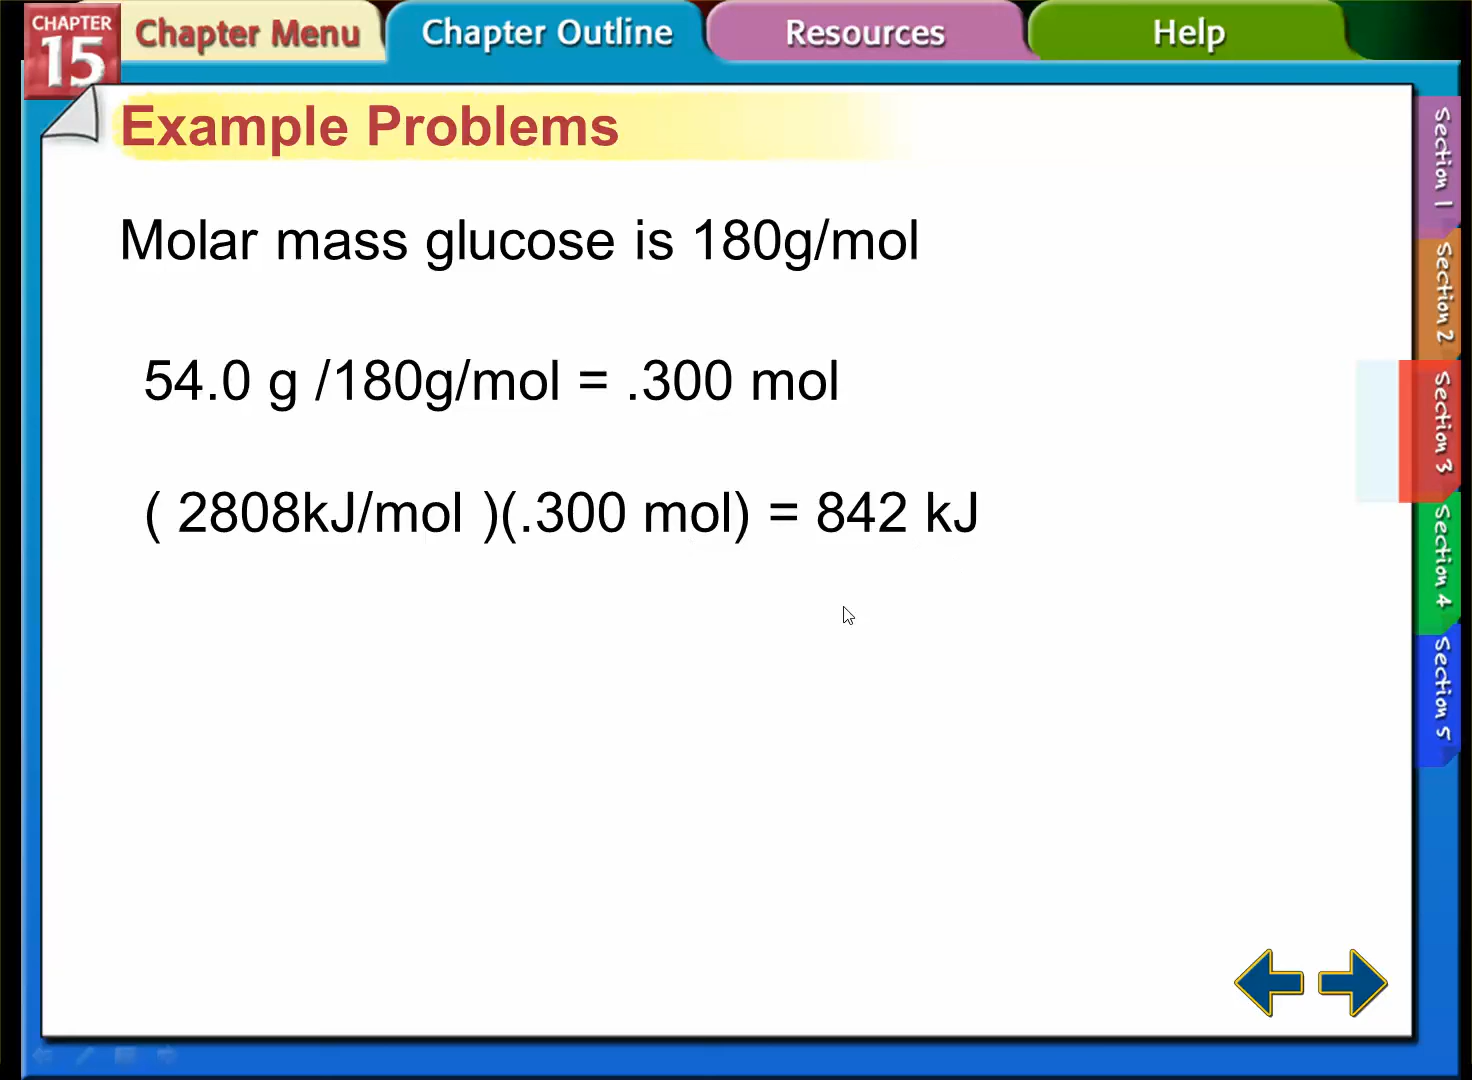 CHAPTER
15
Chapter Menu
Chapter Outline
Resources
Help
Example Problems
Molar mass glucose is 180g/mol
54.0 g /180g/mol = .300 mol
( 2808kJ/mol )(.300 mol) = 842 kJ
Section 1
Section 2
Section 3
Section 4
Section 5